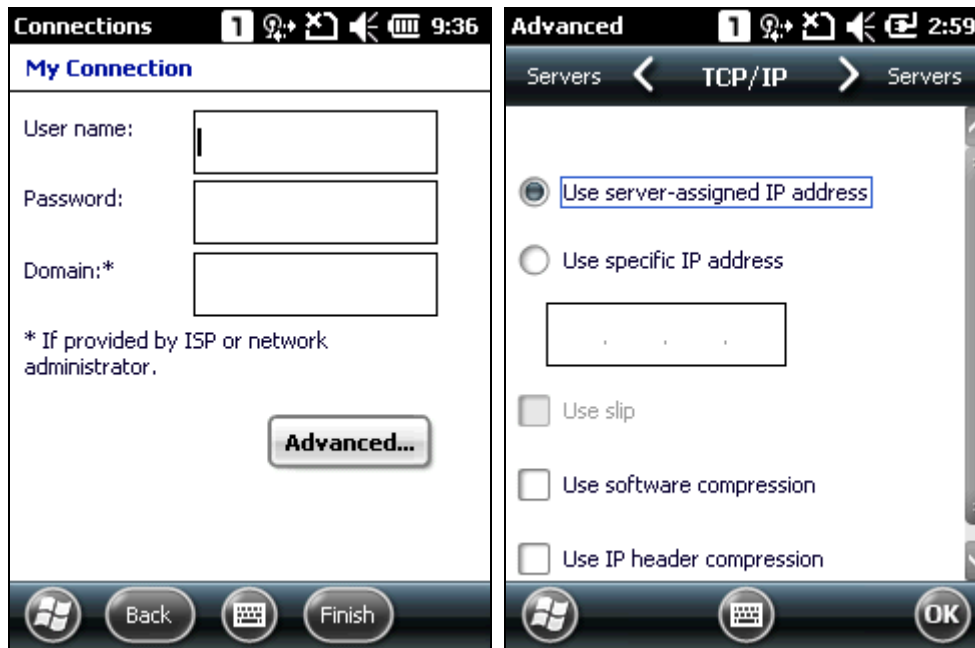 Connections 1 9:36
My Connection
User name:
Password:
Domain:*
* If provided by ISP or network
administrator.
Advanced...
Back Finish
Advanced 1 2:59
Servers TCP/IP Servers
Use server-assigned IP address
Use specific IP address
. . .
Use slip
Use software compression
Use IP header compression
OK